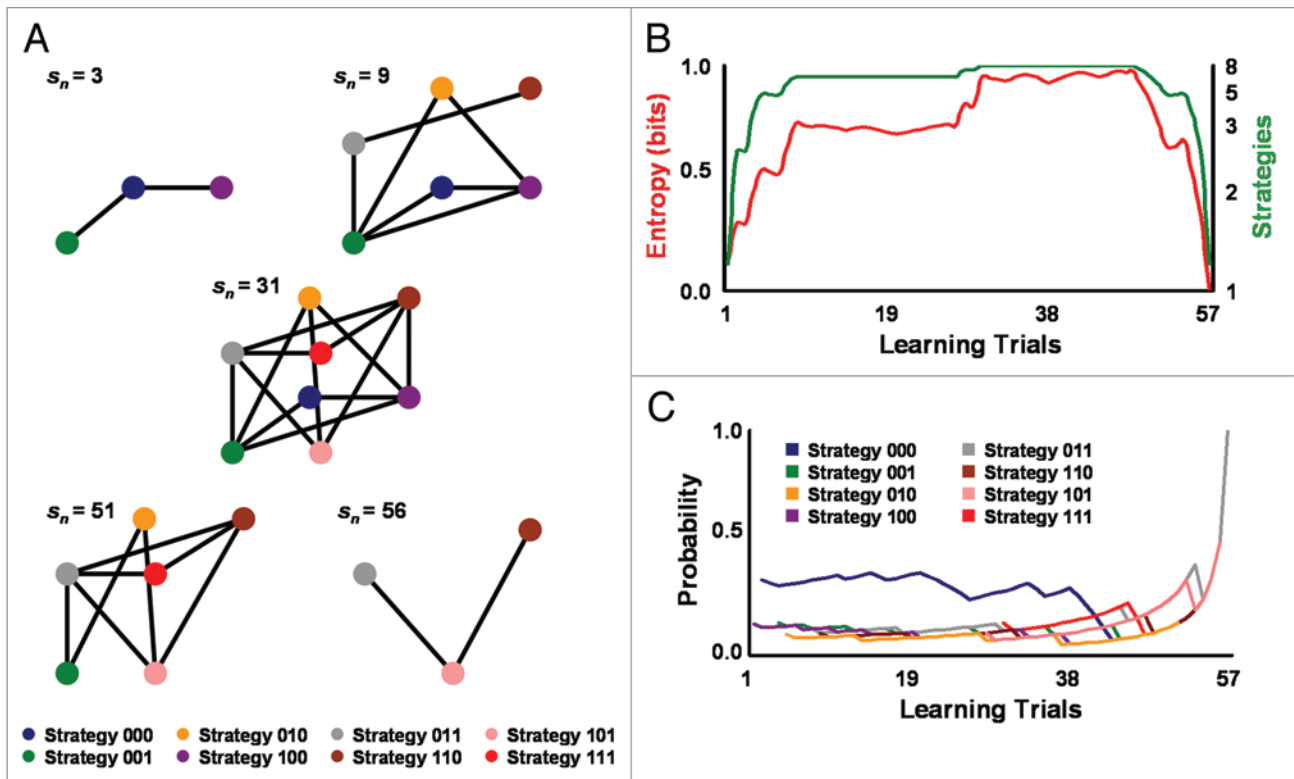 A
sn = 3
sn = 9
sn = 31
sn = 51
sn = 56
Strategy 000
Strategy 010
Strategy 011
Strategy 101
Strategy 001
Strategy 100
Strategy 110
Strategy 111
B
1.0
0.5
0.0
Entropy (bits)
8
5
3
2
1
Strategies
1
19
38
57
Learning Trials
C
1.0
0.5
0.0
Probability
Strategy 000
Strategy 011
Strategy 001
Strategy 110
Strategy 010
Strategy 101
Strategy 100
Strategy 111
1
19
38
57
Learning Trials